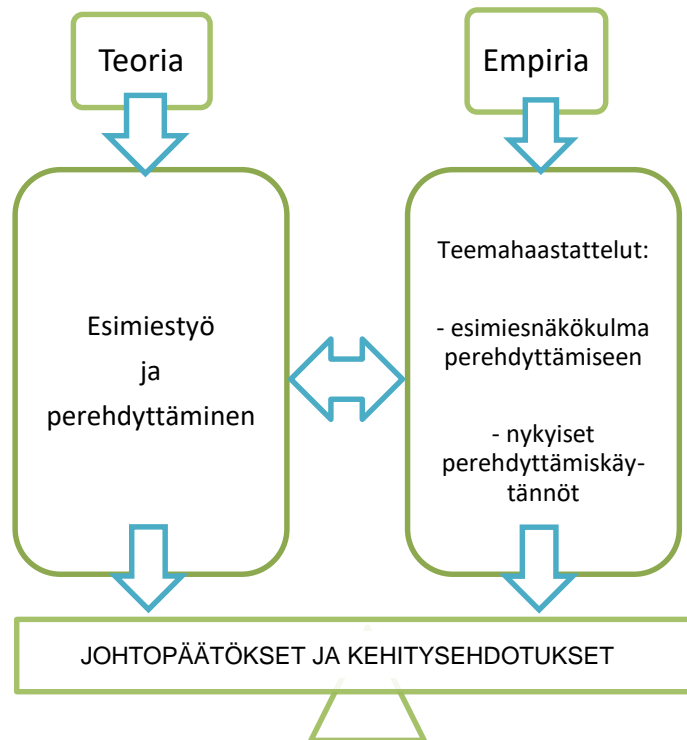 Teoria
Empiria
Esimiestyö
ja
perehdyttäminen
Teemahaastattelut:
- esimiesnäkökulma
perehdyttämiseen
- nykyiset
perehdyttämiskäy-
tännöt
JOHTOPÄÄTÖKSET JA KEHITYSEHDOTUKSET